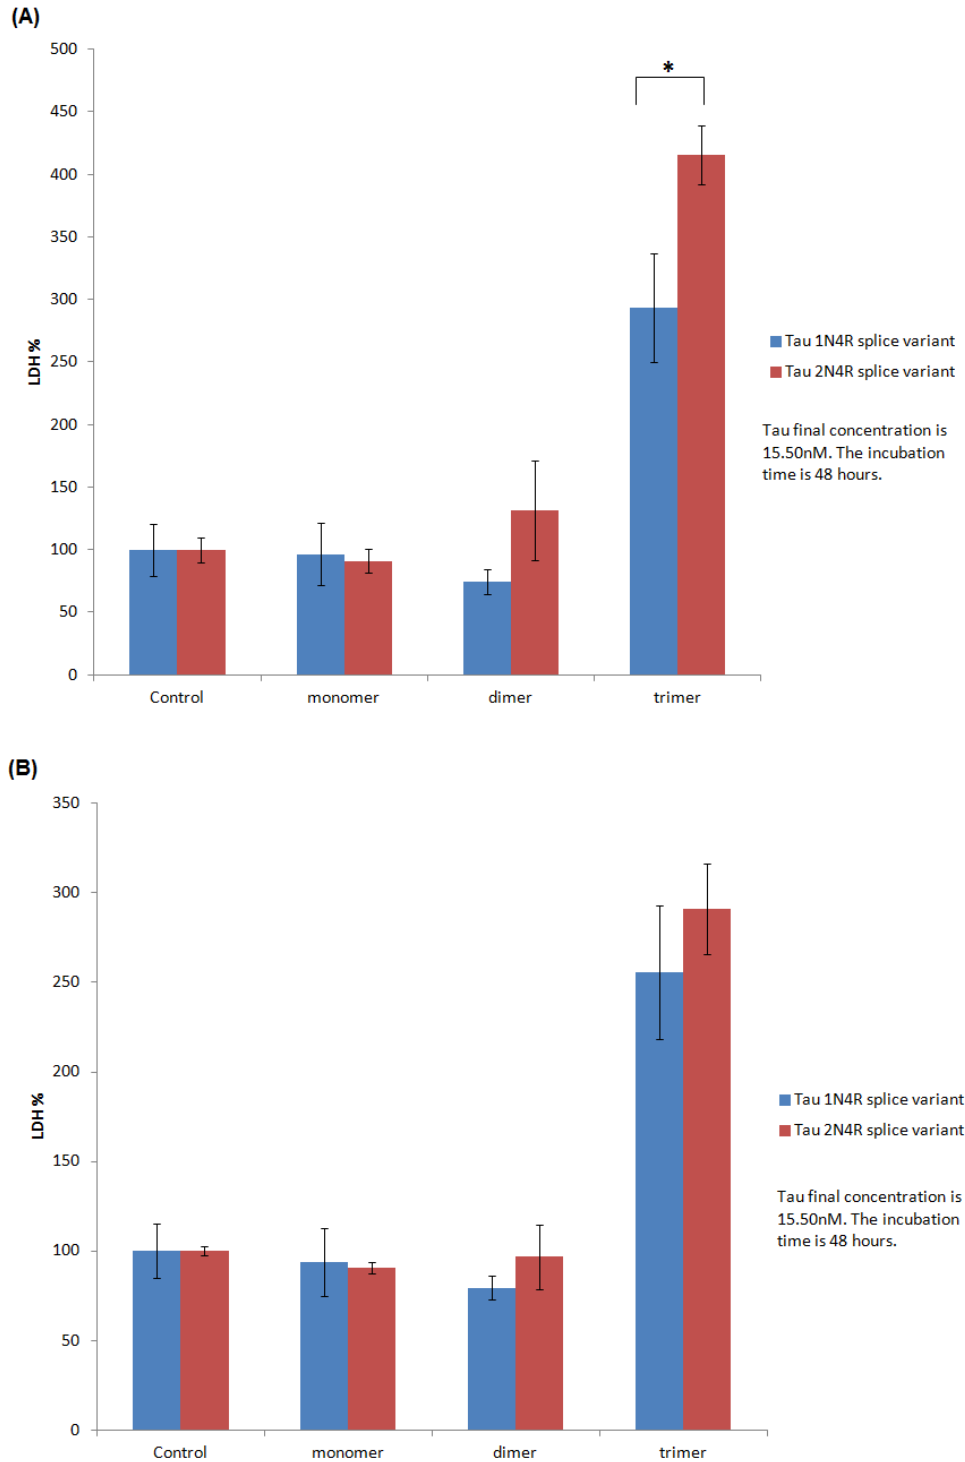 (A)
500
450
400
350
300
250
200
150
100
50
0
LDH %
*
Control monomer dimer trimer
Tau 1N4R splice variant
Tau 2N4R splice variant
Tau final concentration is
15.50nM. The incubation
time is 48 hours.
(B)
350
300
250
200
150
100
50
0
LDH %
Control monomer dimer trimer
Tau 1N4R splice variant
Tau 2N4R splice variant
Tau final concentration is
15.50nM. The incubation
time is 48 hours.